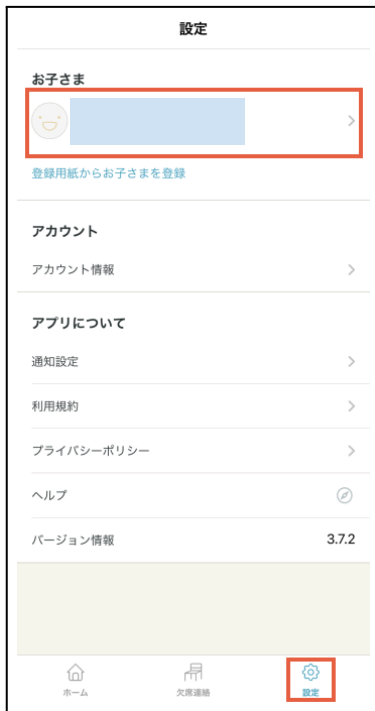 設定
お子さま
登録用紙からお子さまを登録
アカウント
アカウント情報
アプリについて
通知設定
利用規約
プライバシーポリシー
ヘルプ
バージョン情報 3.7.2
ホーム 欠席連絡 設定